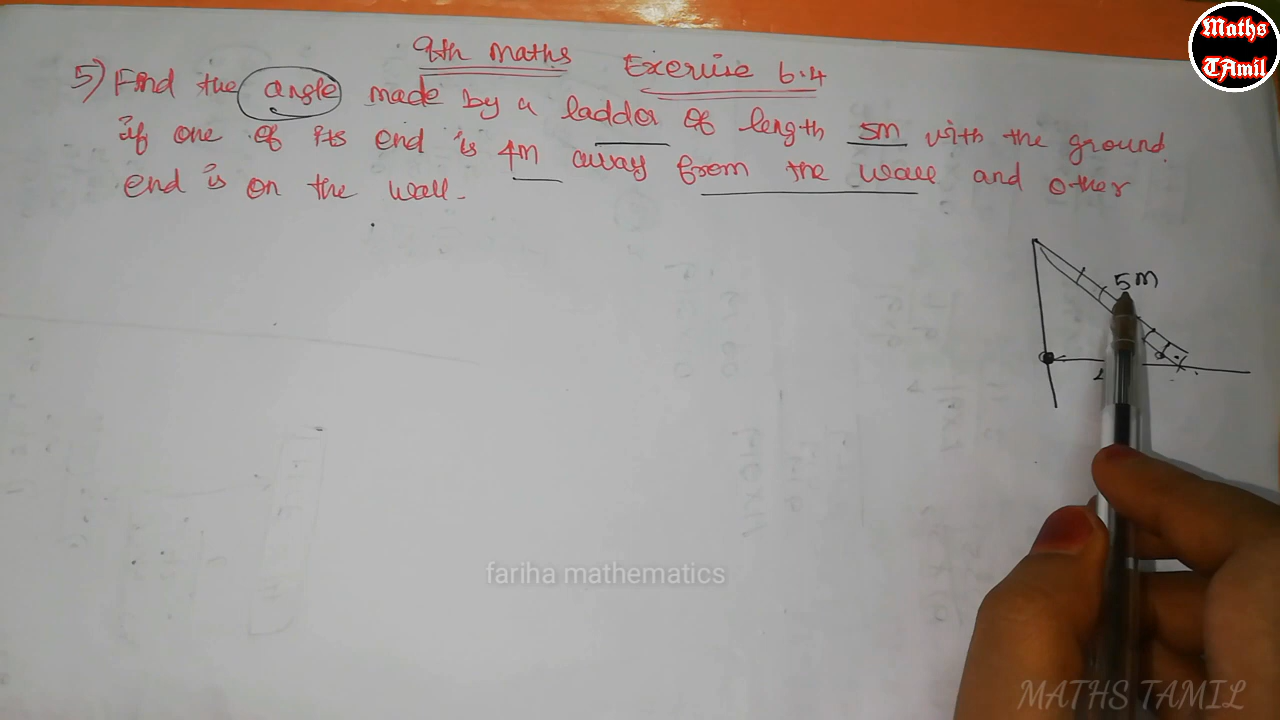 Maths
TAmil
9th maths Exercise 6.4
5) Find the angle made by a ladder of length 5m with the ground
if one of its end is 4m away from the wall and other
end is on the wall.
5m
fariha mathematics
MATHS TAMIL